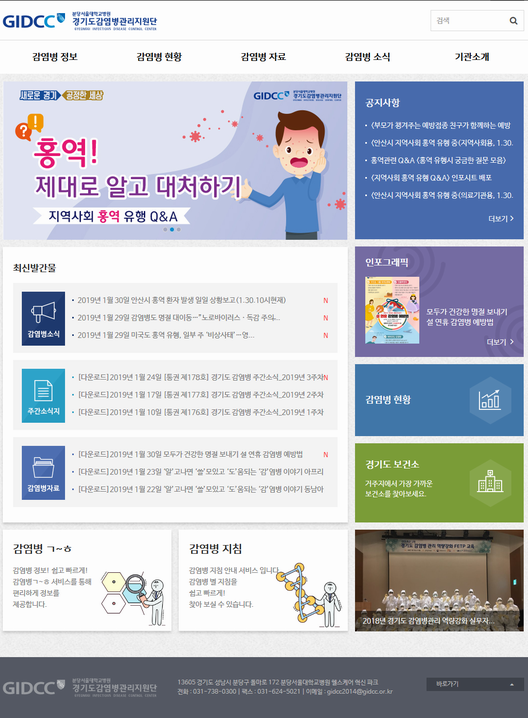 GIDCC 분당서울대학교병원
경기도감염병관리지원단
GYEONGGI INFECTIOUS DISEASE CONTROL CENTER
검색
감염병 정보
감염병 현황
감염병 자료
감염병 소식
기관소개
새로운 경기 공정한 세상
GIDCC 분당서울대학교병원
경기도감염병관리지원단
홍역!
제대로 알고 대처하기
지역사회 홍역 유행 Q&A
공지사항
《부모가 챙겨주는 예방접종 친구가 함께하는 예방
《안산시 지역사회 홍역 유행 중(지역사회용, 1.30.
홍역관련 Q&A《홍역 유행시 궁금한 질문 모음》
《지역사회 홍역 유행 Q&A》 인포시트 배포
《안산시 지역사회 홍역 유행 중(의료기관용, 1.30.
더보기 >
최신발간물
감염병소식
2019년 1월 30일 안산시 홍역 환자 발생 일일 상황보고(1.30.10시현재) N
2019년 1월 29일 감염병도 명절 대이동…"노로바이러스·독감 주의... N
2019년 1월 29일 미국도 홍역 유행, 일부 주 '비상사태'…영... N
주간소식지
[다운로드]2019년 1월 24일 [통권 제178호] 경기도 감염병 주간소식_2019년 3주차 N
[다운로드]2019년 1월 17일 [통권 제177호] 경기도 감염병 주간소식_2019년 2주차
[다운로드]2019년 1월 10일 [통권 제176호] 경기도 감염병 주간소식_2019년 1주차
감염병자료
[다운로드]2019년 1월 30일 모두가 건강한 명절 보내기 설 연휴 감염병 예방법 N
[다운로드]2019년 1월 23일 '알'고나면 '쓸'모있고 '도'움되는 '감'염병 이야기 아프리
[다운로드]2019년 1월 22일 '알'고나면 '쓸'모있고 '도'움되는 '감'염병 이야기 동남아
인포그래픽
모두가 건강한 명절 보내기
설 연휴 감염병 예방법
더보기 >
감염병 현황
경기도 보건소
거주지에서 가장 가까운
보건소를 찾아보세요.
감염병 ㄱ~ㅎ
감염병 정보! 쉽고 빠르게!
감염병ㄱ~ㅎ 서비스를 통해
편리하게 정보를
제공합니다.
감염병 지침
감염병 지침 안내 서비스 입니다.
감염병 별 지침을
쉽고 빠르게!
찾아 보실 수 있습니다.
2018년 경기도 감염병관리 역량강화 실무자...
GIDCC 분당서울대학교병원
경기도감염병관리지원단
GYEONGGI INFECTIOUS DISEASE CONTROL CENTER
13605 경기도 성남시 분당구 돌마로 172 분당서울대학교병원 헬스케어 혁신 파크
전화 : 031-738-0300 | 팩스 : 031-624-5021 | 이메일 : gidcc2014@gidcc.or.kr
바로가기